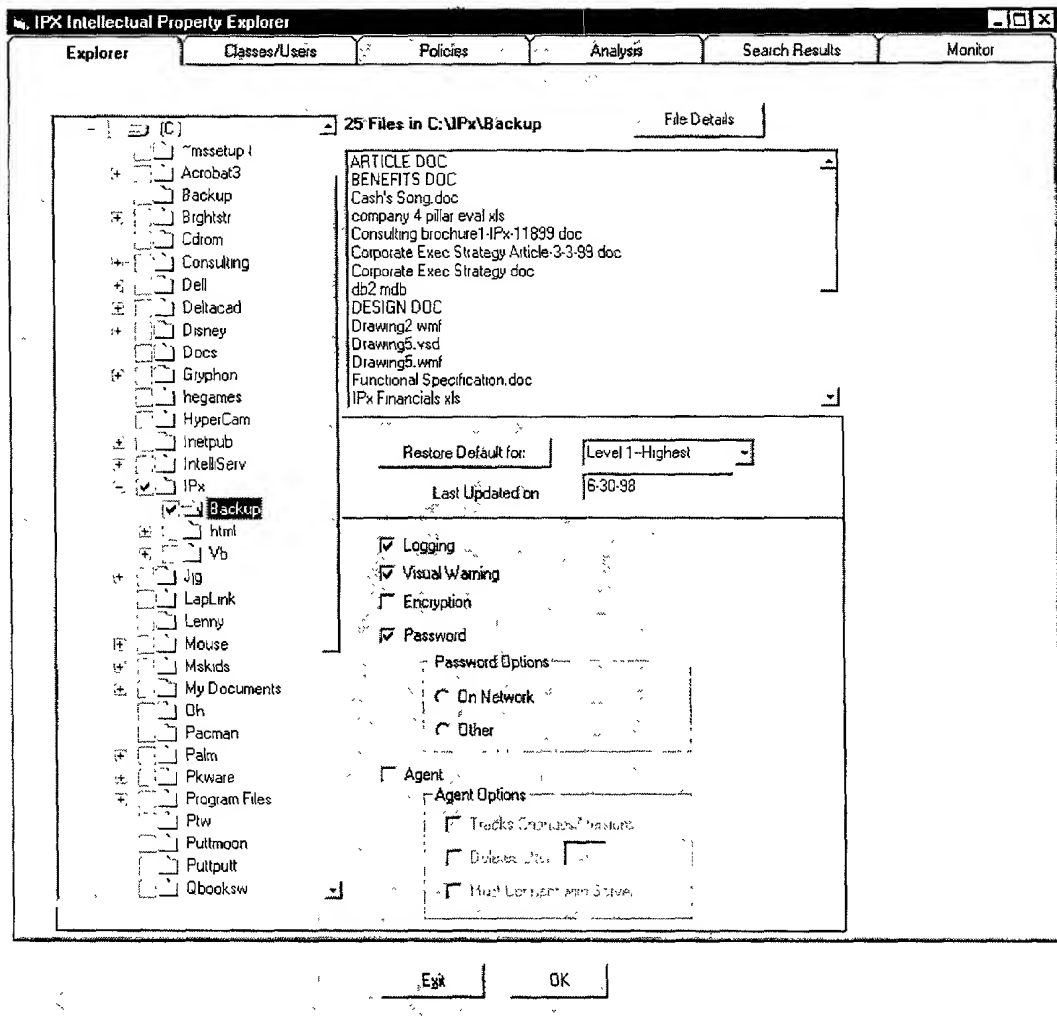 IPX Intellectual Property Explorer
Explorer Classes/Users Policies Analysis Search Results Monitor
(C)
~mssetup t
Acrobat3
Backup
Brghtstr
Cdrom
Consulting
Dell
Deltacad
Disney
Docs
Gryphon
hegames
HyperCam
Inetpub
IntelliServ
IPx
Backup
html
Vb
Jig
LapLink
Lenny
Mouse
Mskids
My Documents
Oh
Pacman
Palm
Pkware
Program Files
Ptw
Puttmoon
Puttputt
Qbooksw
25 Files in C:\IPx\Backup File Details
ARTICLE DOC
BENEFITS DOC
Cash's Song.doc
company 4 pillar eval xls
Consulting brochure1-IPx-11899 doc
Corporate Exec Strategy Article-3-3-99 doc
Corporate Exec Strategy doc
db2 mdb
DESIGN DOC
Drawing2 wmf
Drawing5.vsd
Drawing5.wmf
Functional Specification.doc
IPx Financials xls
Restore Default for: Level 1--Highest
Last Updated on 6-30-98
Logging
Visual Warning
Encryption
Password
Password Options
On Network
Other
Agent
Agent Options
Tracks
Exit OK